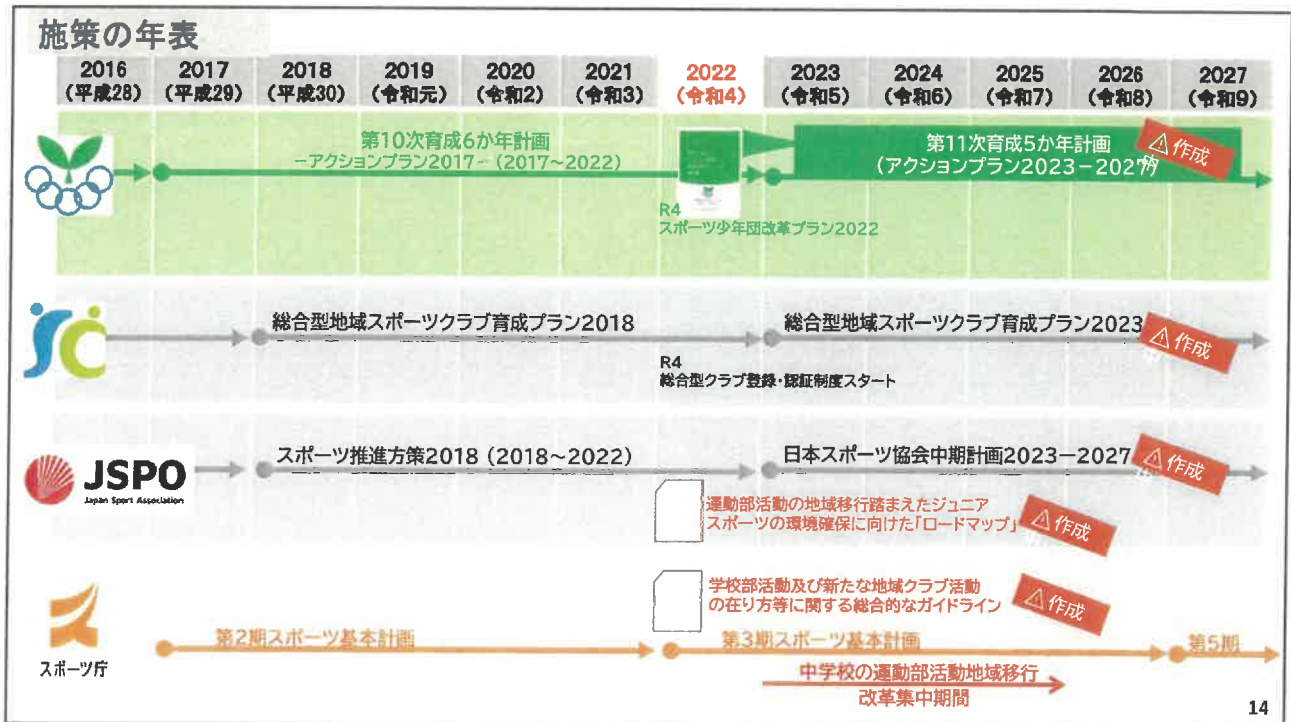 施策の年表
2016
(平成28)
2017
(平成29)
2018
(平成30)
2019
(令和元)
2020
(令和2)
2021
(令和3)
2022
(令和4)
2023
(令和5)
2024
(令和6)
2025
(令和7)
2026
(令和8)
2027
(令和9)
第10次育成6か年計画
－アクションプラン2017-（2017～2022）
第11次育成5か年計画
(アクションプラン2023－2027)
作成
R4
スポーツ少年団改革プラン2022
総合型地域スポーツクラブ育成プラン2018
総合型地域スポーツクラブ育成プラン2023
作成
R4
総合型クラブ登録・認証制度スタート
JSPO
Japan Sport Association
スポーツ推進方策2018（2018～2022）
日本スポーツ協会中期計画2023－2027
作成
運動部活動の地域移行踏まえたジュニア
スポーツの環境確保に向けた「ロードマップ」
作成
学校部活動及び新たな地域クラブ活動
の在り方等に関する総合的なガイドライン
作成
スポーツ庁
第2期スポーツ基本計画
第3期スポーツ基本計画
第5期
中学校の運動部活動地域移行
改革集中期間
14